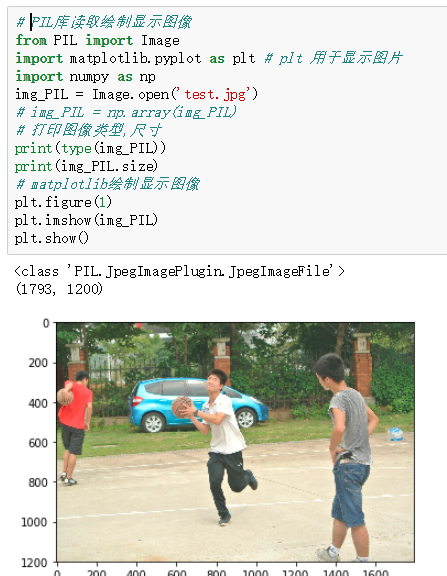 # PIL库读取绘制显示图像
from PIL import Image
import matplotlib.pyplot as plt # plt 用于显示图片
import numpy as np
img_PIL = Image.open('test.jpg')
# img_PIL = np.array(img_PIL)
# 打印图像类型,尺寸
print(type(img_PIL))
print(img_PIL.size)
# matplotlib绘制显示图像
plt.figure(1)
plt.imshow(img_PIL)
plt.show()
<class 'PIL.JpegImagePlugin.JpegImageFile'>
(1793, 1200)
0
200
400
600
800
1000
1200
0 200 400 600 800 1000 1200 1400 1600